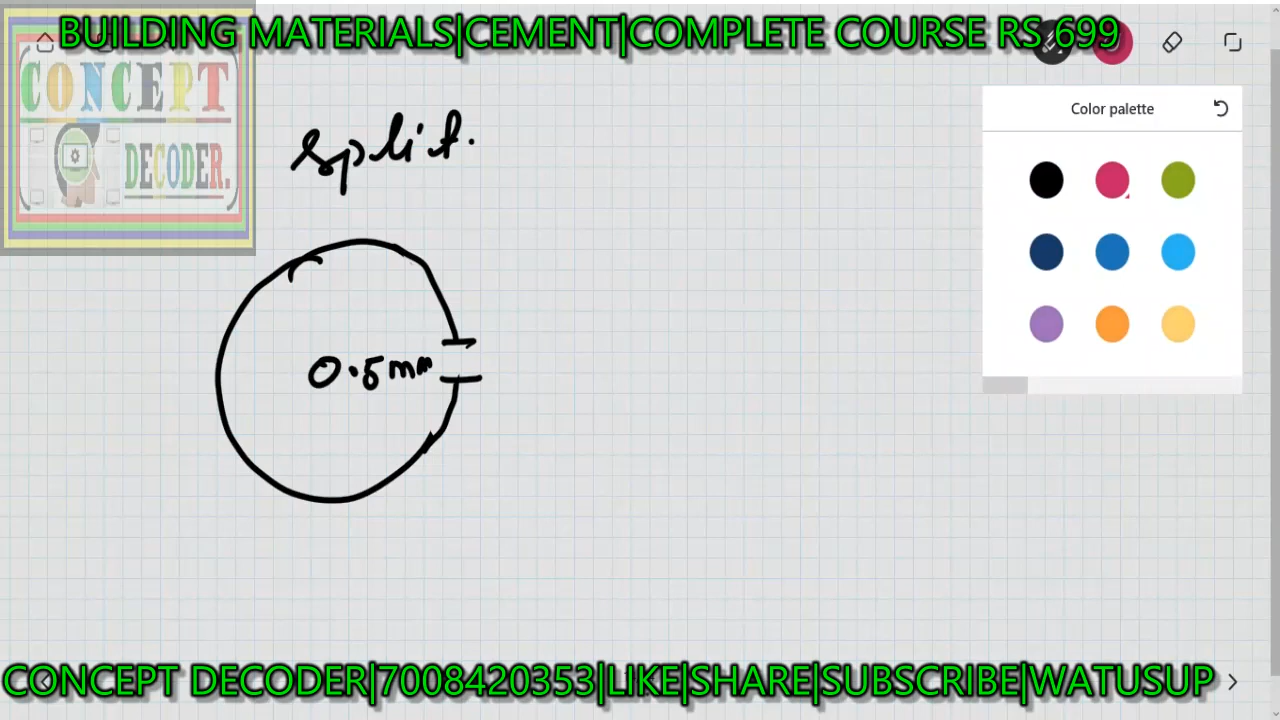 BUILDING MATERIALS|CEMENT|COMPLETE COURSE RS 699
CONCEPT
DECODER.
Color palette
split.
0.5mm
CONCEPT DECODER|7008420353|LIKE|SHARE|SUBSCRIBE|WATUSUP